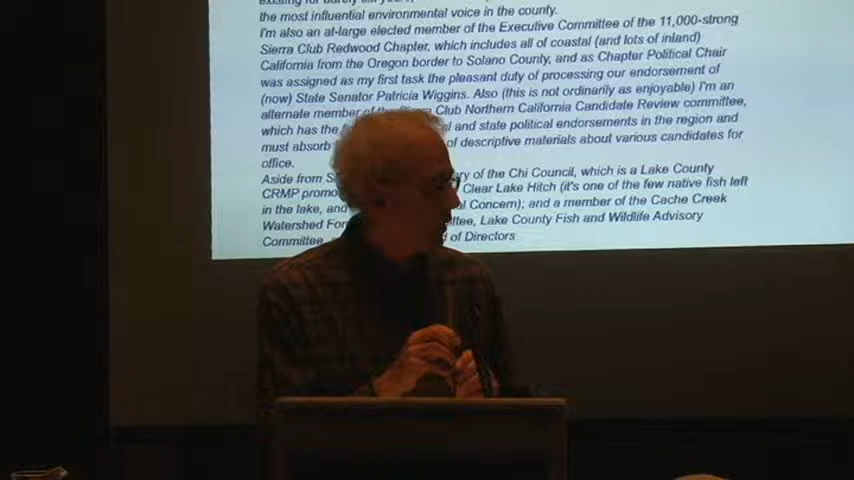 the most influential environmental voice in the county.
I'm also an at-large elected member of the Executive Committee of the 11,000-strong
Sierra Club Redwood Chapter, which includes all of coastal (and lots of inland)
California from the Oregon border to Solano County, and as Chapter Political Chair
was assigned as my first task the pleasant duty of processing our endorsement of
(now) State Senator Patricia Wiggins. Also (this is not ordinarily as enjoyable) I'm an
alternate member of the Club Northern California Candidate Review committee,
which has the and state political endorsements in the region and
must absorb of descriptive materials about various candidates for
office.
Aside from of the Chi Council, which is a Lake County
CRMP Clear Lake Hitch (it's one of the few native fish left
in the lake, and Concern); and a member of the Cache Creek
Watershed Lake County Fish and Wildlife Advisory
Committee of Directors